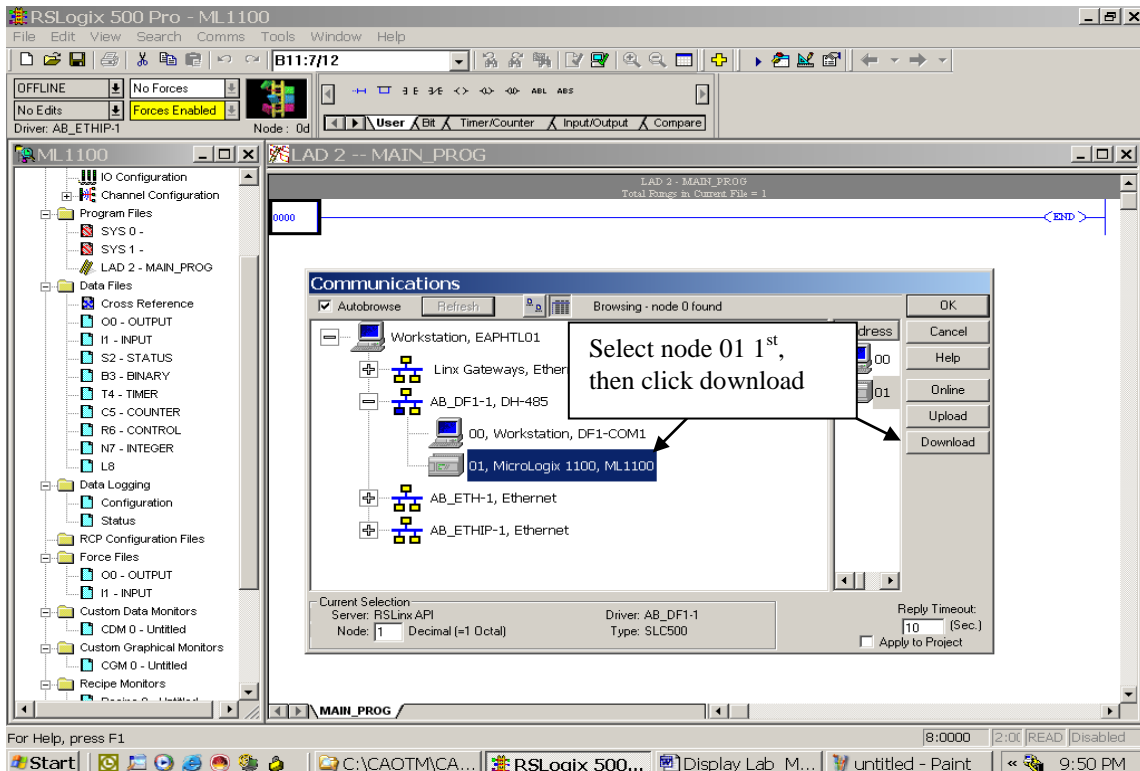 RSLogix 500 Pro - ML1100
File Edit View Search Comms Tools Window Help
B11:7/12
OFFLINE No Forces
No Edits Forces Enabled
Driver: AB_ETHIP-1 Node: 0d
ABL ABS
User Bit Timer/Counter Input/Output Compare
ML1100
IO Configuration
Channel Configuration
Program Files
SYS 0 -
SYS 1 -
LAD 2 - MAIN_PROG
Data Files
Cross Reference
O0 - OUTPUT
I1 - INPUT
S2 - STATUS
B3 - BINARY
T4 - TIMER
C5 - COUNTER
R6 - CONTROL
N7 - INTEGER
L8
Data Logging
Configuration
Status
RCP Configuration Files
Force Files
O0 - OUTPUT
I1 - INPUT
Custom Data Monitors
CDM 0 - Untitled
Custom Graphical Monitors
CGM 0 - Untitled
Recipe Monitors
LAD 2 -- MAIN_PROG
LAD 2 - MAIN_PROG
Total Rungs in Current File = 1
0000
END
Communications
Autobrowse Refresh Browsing - node 0 found
Workstation, EAPHTL01
Linx Gateways, Ether
AB_DF1-1, DH-485
00, Workstation, DF1-COM1
01, MicroLogix 1100, ML1100
AB_ETH-1, Ethernet
AB_ETHIP-1, Ethernet
Select node 01 1st,
then click download
dress
00
01
OK
Cancel
Help
Online
Upload
Download
Current Selection
Server: RSLinx API Driver: AB_DF1-1
Node: 1 Decimal (=1 Octal) Type: SLC500
Reply Timeout:
10 (Sec.)
Apply to Project
MAIN_PROG
For Help, press F1
8:0000 2:00 READ Disabled
Start C:\CAOTM\CA... RSLogix 500... Display Lab_M... untitled - Paint « 9:50 PM